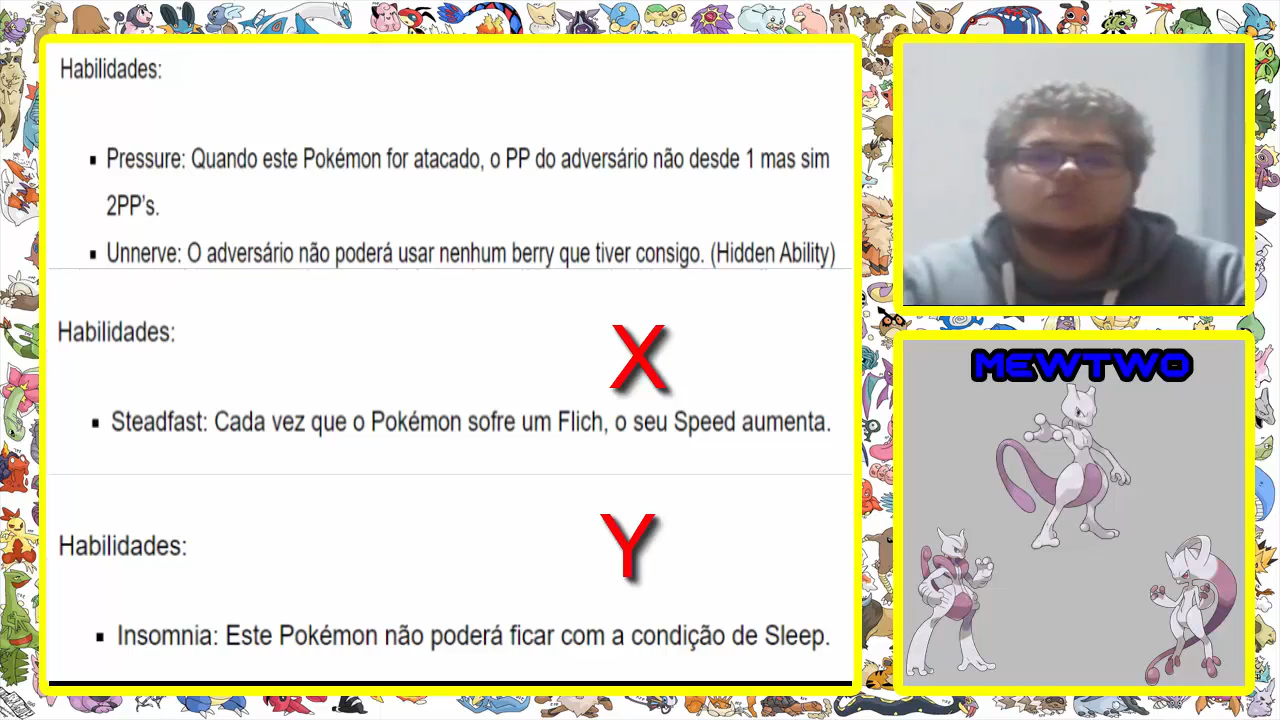 Habilidades:
Pressure: Quando este Pokémon for atacado, o PP do adversário não desde 1 mas sim
2PP's.
Unnerve: O adversário não poderá usar nenhum berry que tiver consigo. (Hidden Ability)
Habilidades:
X
Steadfast: Cada vez que o Pokémon sofre um Flich, o seu Speed aumenta.
Habilidades:
Y
Insomnia: Este Pokémon não poderá ficar com a condição de Sleep.
MEWTWO